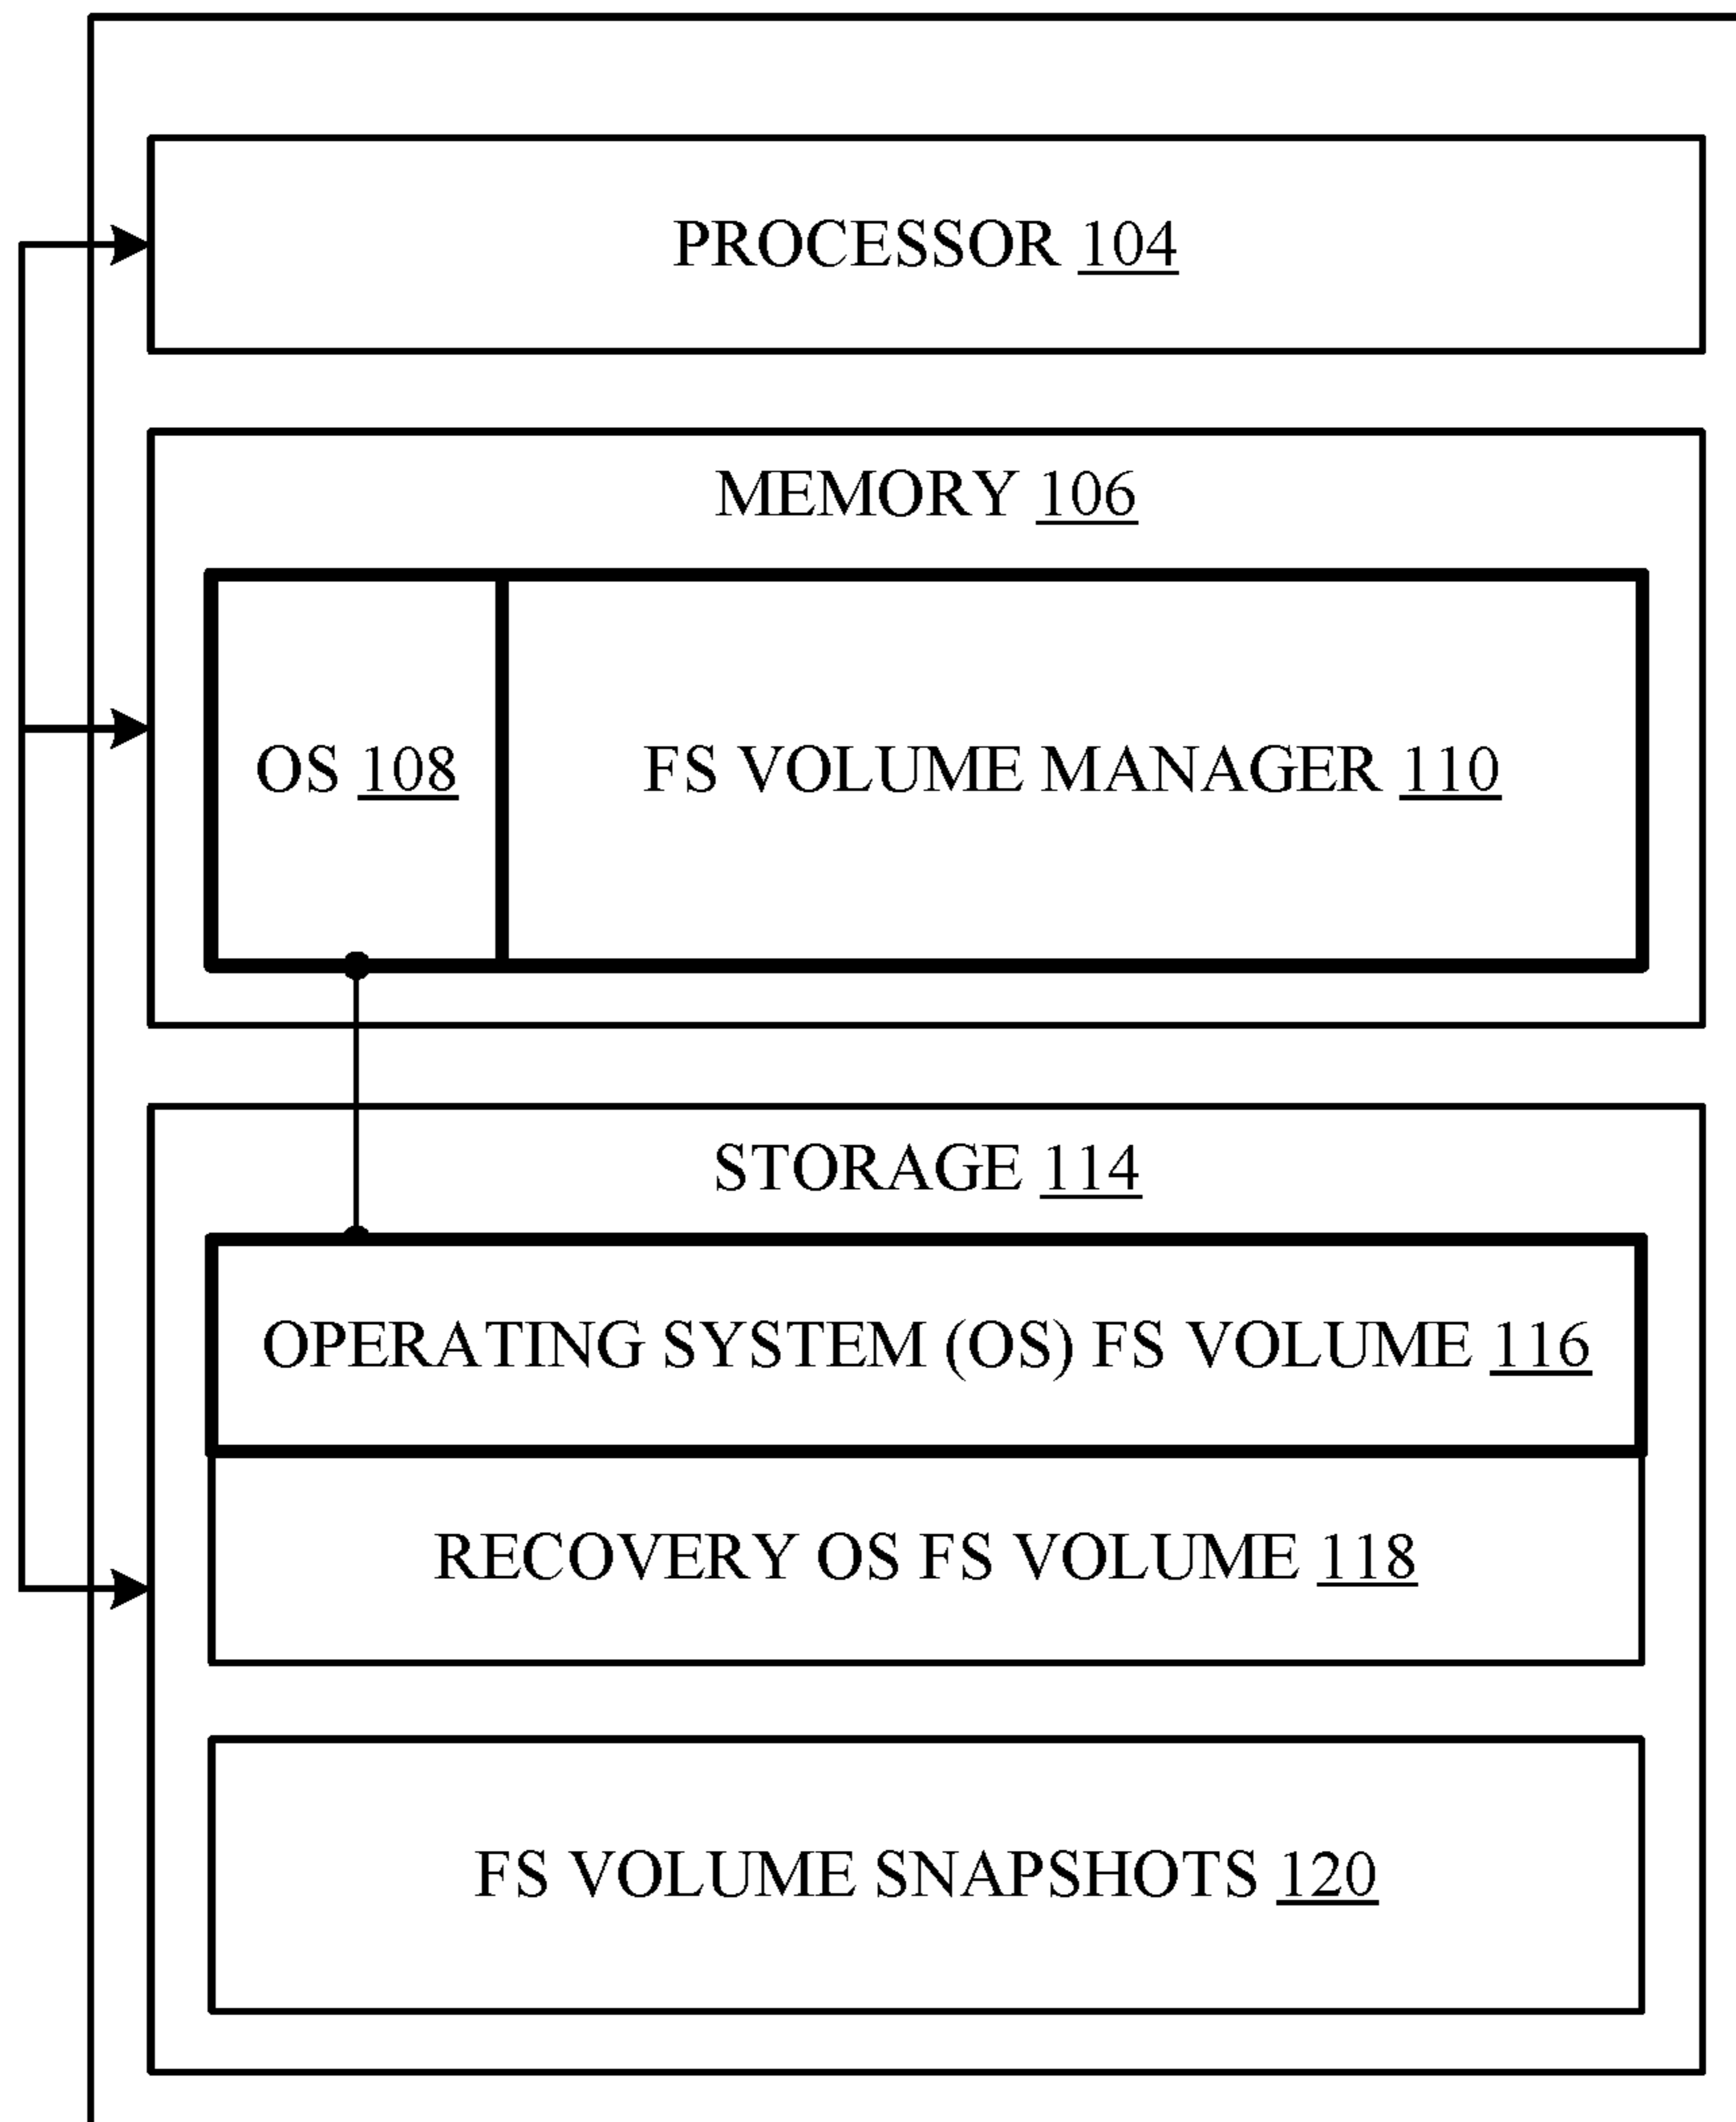 PROCESSOR 104
MEMORY 106
OS 108
FS VOLUME MANAGER 110
STORAGE 114
OPERATING SYSTEM (OS) FS VOLUME 116
RECOVERY OS FS VOLUME 118
FS VOLUME SNAPSHOTS 120